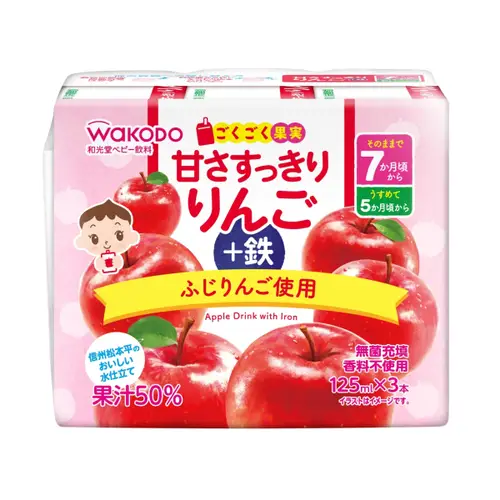 WAKODO
和光堂ベビー飲料
ごくごく果実
甘さすっきり
りんご
+鉄
ふじりんご使用
Apple Drink with Iron
そのままで
7か月頃
から
うすめて
5か月頃から
信州松本平の
おいしい
水仕立て
果汁50%
無菌充填
香料不使用
125ml×3本
イラストはイメージです。